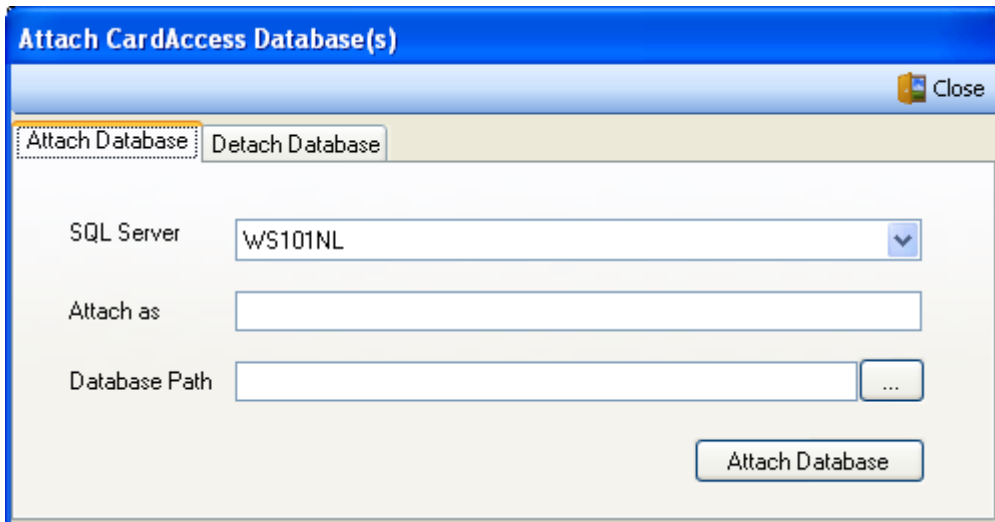 Attach CardAccess Database(s)
Close
Attach Database Detach Database
SQL Server WS101NL
Attach as
Database Path ...
Attach Database